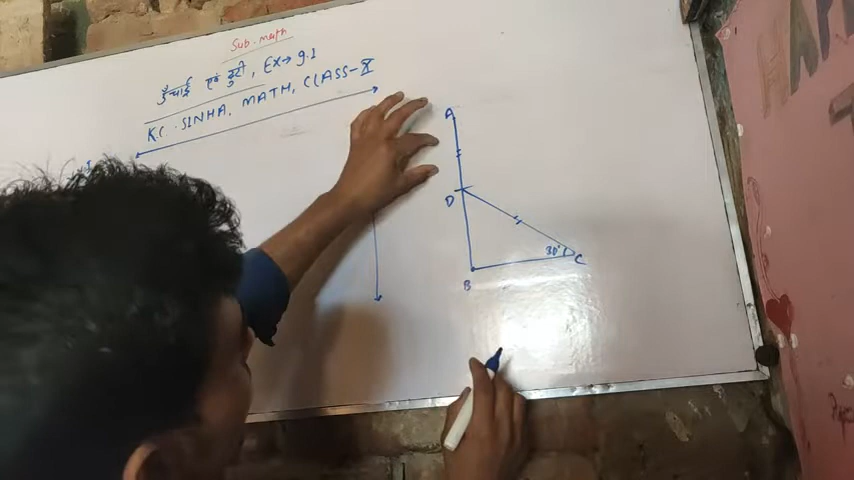 Sub-math
ऊँचाई एवं दूरी, Ex→ 9.1
K.C. SINHA, MATH, CLASS-X
A
D
30°
C
B